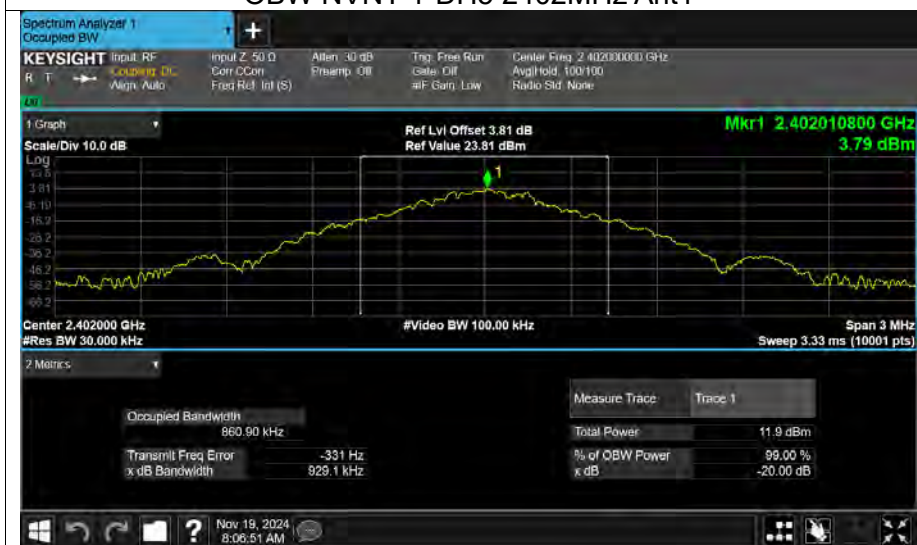 OBW NVNT 1-DH5 2402MHz Ant1
Spectrum Analyzer 1
Occupied BW
1
+
KEYSIGHT Input: RF Input Z: 50 Ω Atten: 30 dB Trig: Free Run Center Freq: 2.402000000 GHz
R T Coupling: DC Corr CCorr Preamp: Off Gate: Off Avg|Hold: 100/100
Align: Auto Freq Ref: Int (S) #IF Gain: Low Radio Std: None
1 Graph
Ref Lvl Offset 3.81 dB Mkr1 2.402010800 GHz
Scale/Div 10.0 dB Ref Value 23.81 dBm 3.79 dBm
Log
13.8
1
3.81
-6.19
-16.2
-26.2
-36.2
-46.2
-56.2
-66.2
Center 2.402000 GHz #Video BW 100.00 kHz Span 3 MHz
#Res BW 30.000 kHz Sweep 3.33 ms (10001 pts)
2 Metrics
Measure Trace Trace 1
Occupied Bandwidth
860.90 kHz Total Power 11.9 dBm
Transmit Freq Error -331 Hz % of OBW Power 99.00 %
x dB Bandwidth 929.1 kHz x dB -20.00 dB
? Nov 19, 2024
8:06:51 AM